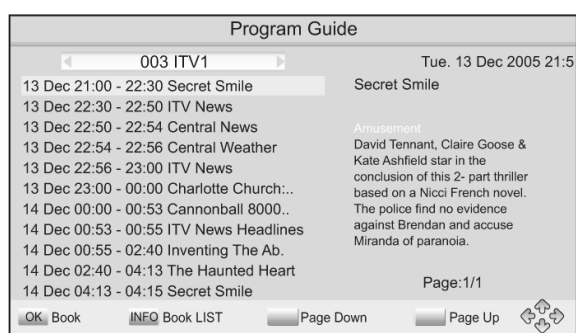 Program Guide
003 ITV1
Tue. 13 Dec 2005 21:5
13 Dec 21:00 - 22:30 Secret Smile
13 Dec 22:30 - 22:50 ITV News
13 Dec 22:50 - 22:54 Central News
13 Dec 22:54 - 22:56 Central Weather
13 Dec 22:56 - 23:00 ITV News
13 Dec 23:00 - 00:00 Charlotte Church:..
14 Dec 00:00 - 00:53 Cannonball 8000..
14 Dec 00:53 - 00:55 ITV News Headlines
14 Dec 00:55 - 02:40 Inventing The Ab.
14 Dec 02:40 - 04:13 The Haunted Heart
14 Dec 04:13 - 04:15 Secret Smile
Secret Smile
Amusement
David Tennant, Claire Goose &
Kate Ashfield star in the
conclusion of this 2- part thriller
based on a Nicci French novel.
The police find no evidence
against Brendan and accuse
Miranda of paranoia.
Page:1/1
OK Book
INFO Book LIST
Page Down
Page Up